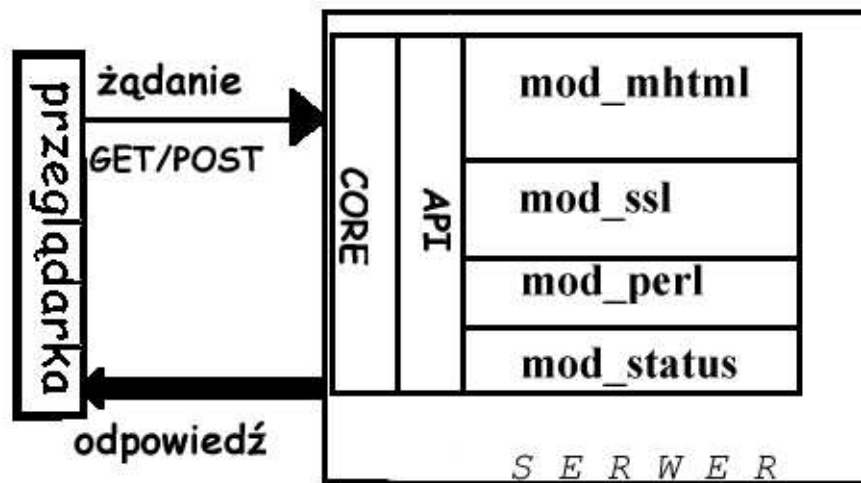 przeglądarka
żądanie
GET/POST
odpowiedź
CORE
API
mod_mhtml
mod_ssl
mod_perl
mod_status
S E R W E R